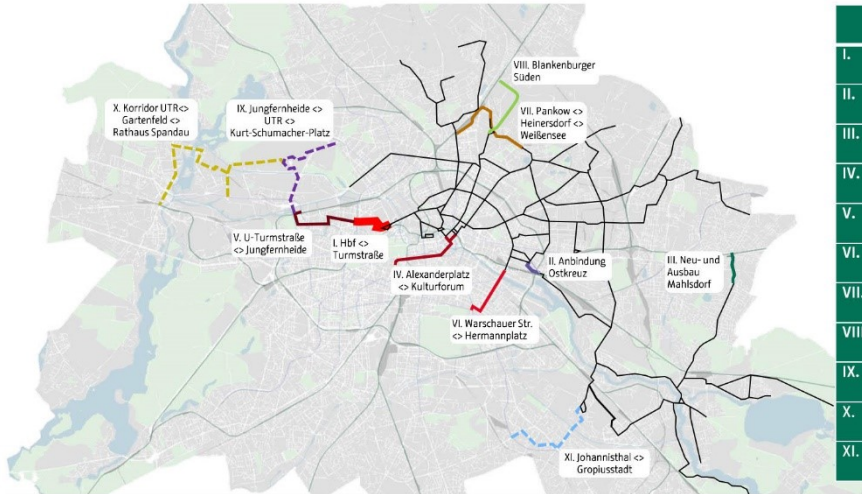 VIII. Blankenburger
Süden
X. Korridor UTR<>
Gartenfeld <>
Rathaus Spandau
IX. Jungfernheide <>
UTR <>
Kurt-Schumacher-Platz
VII. Pankow <>
Heinersdorf <>
Weißensee
V. U-Turmstraße
<> Jungfernheide
I. Hbf <>
Turmstraße
IV. Alexanderplatz
<> Kulturforum
II. Anbindung
Ostkreuz
III. Neu- und
Ausbau
Mahlsdorf
VI. Warschauer Str.
<> Hermannplatz
XI. Johannisthal <>
Gropiusstadt
I.
II.
III.
IV.
V.
VI.
VII.
VIII
IX.
X.
XI.